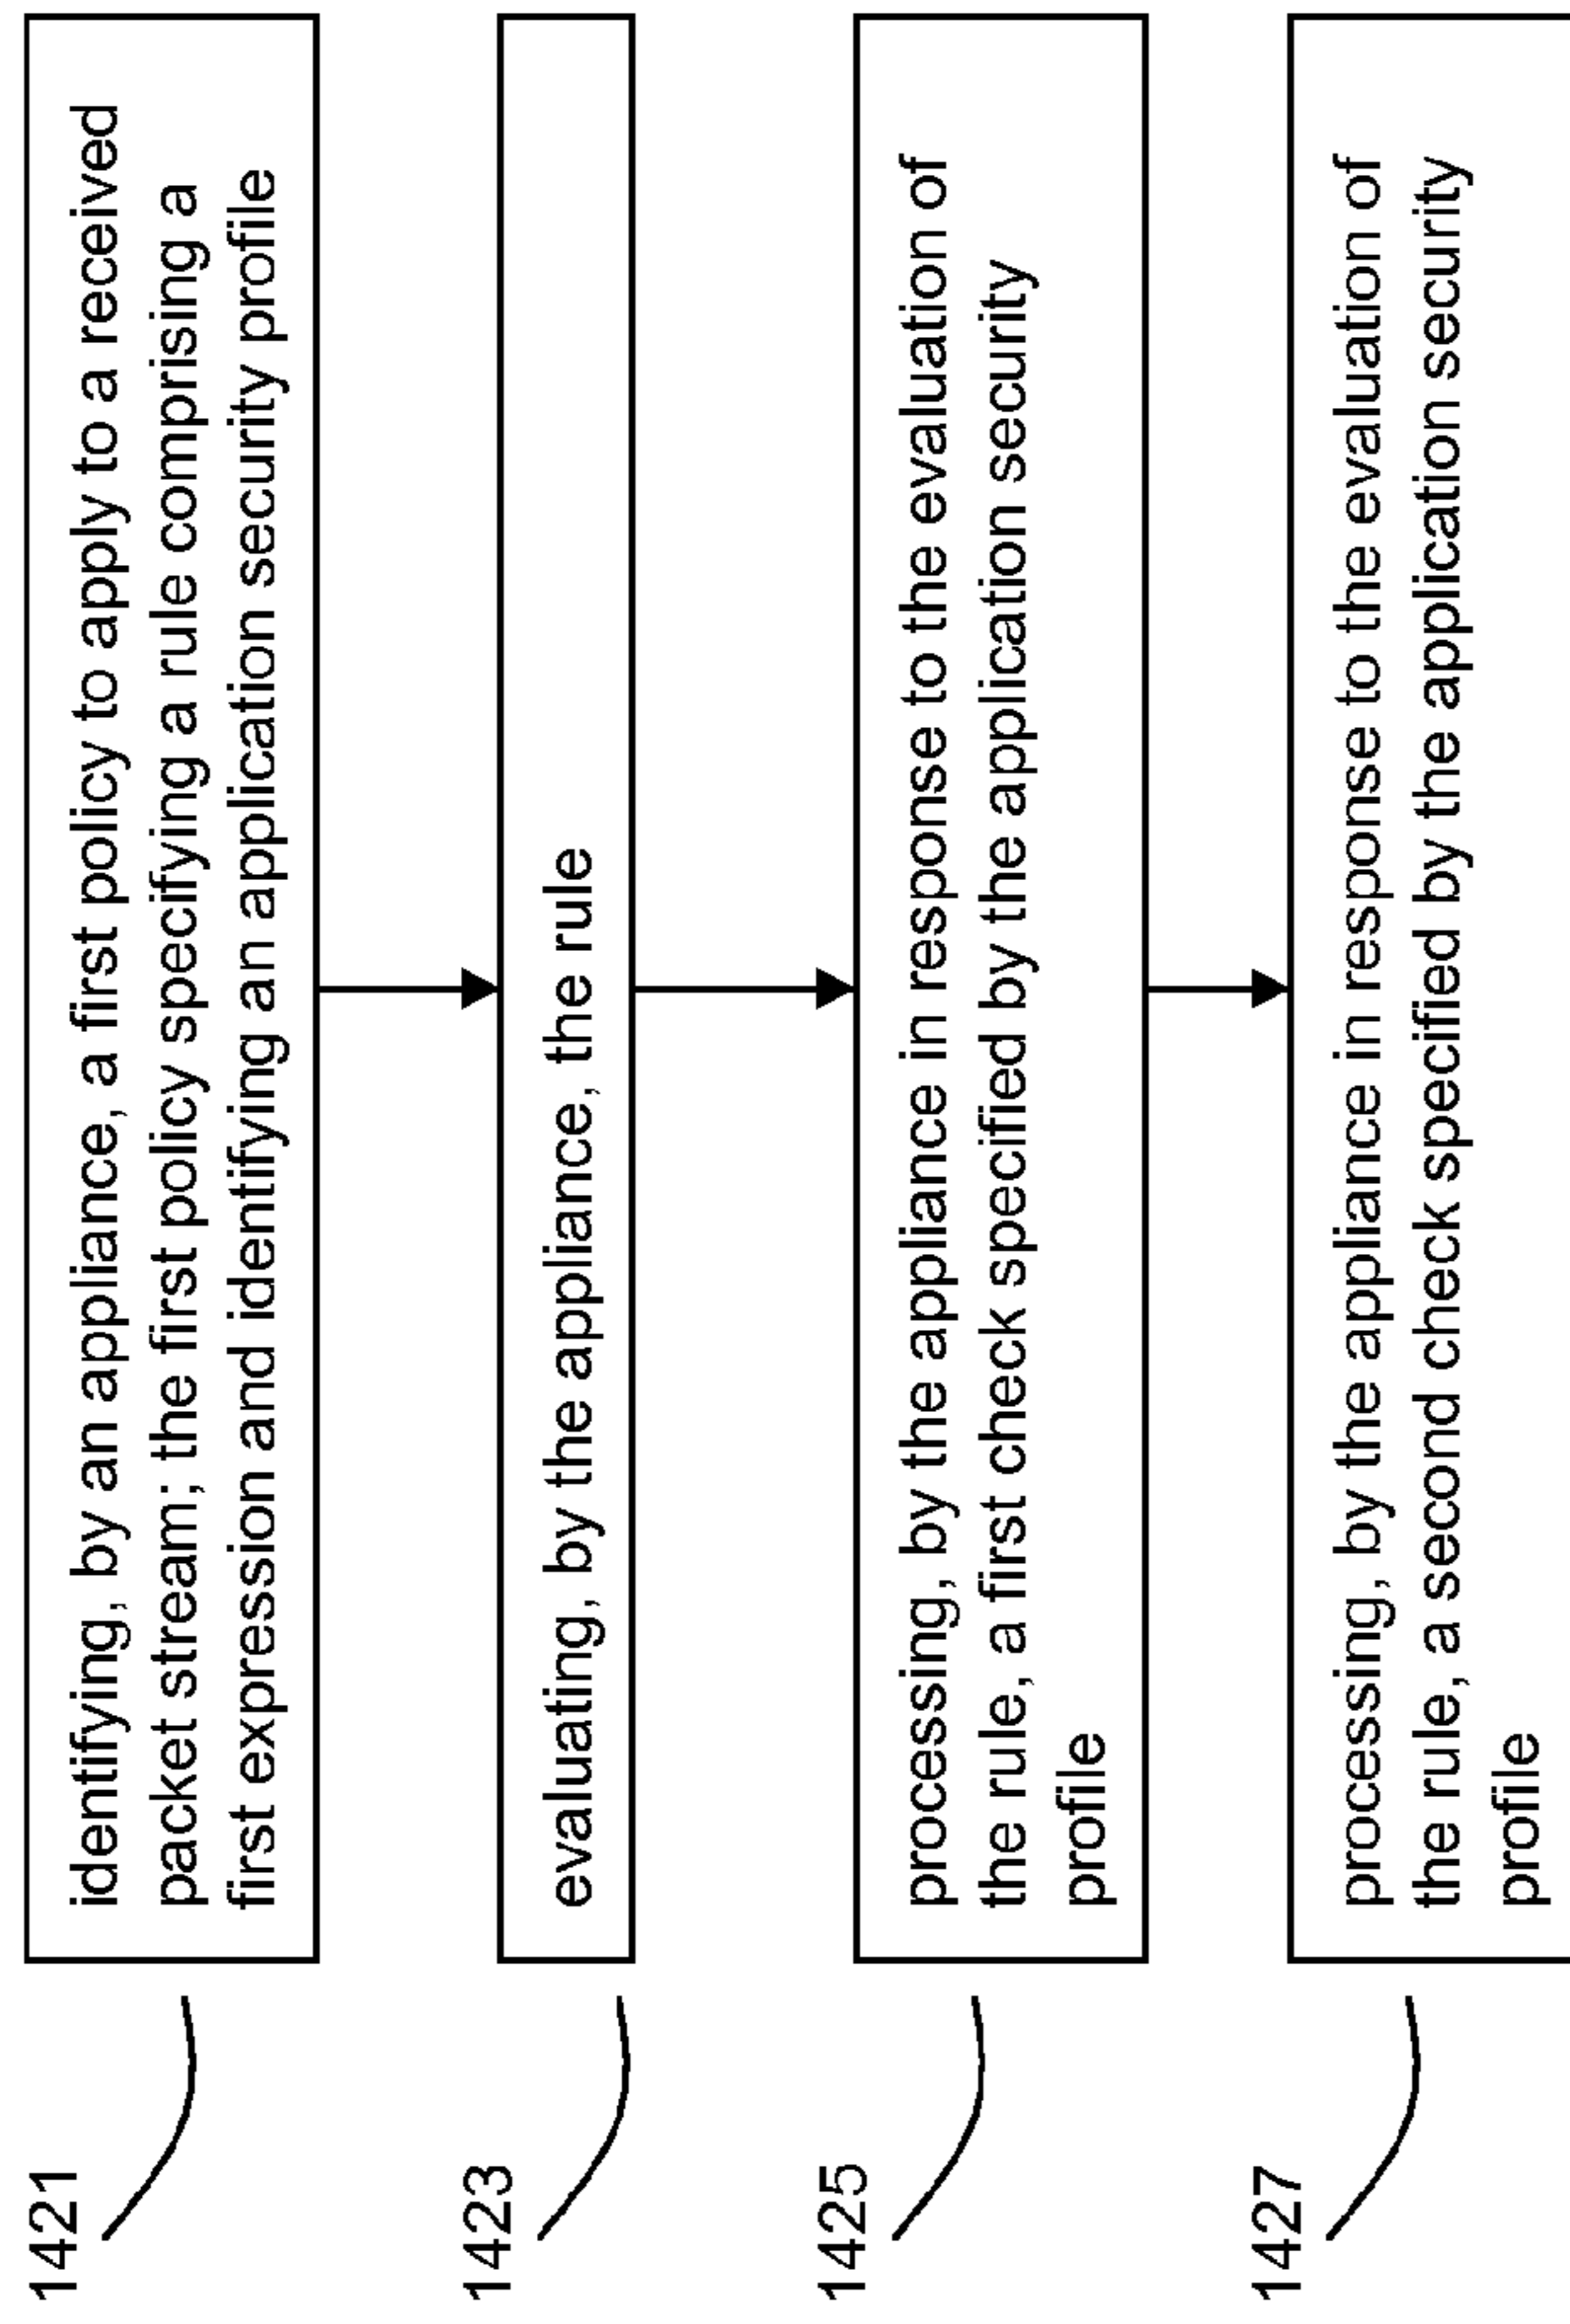 1421
identifying, by an appliance, a first policy to apply to a received
packet stream; the first policy specifying a rule comprising a
first expression and identifying an application security profile
1423
evaluating, by the appliance, the rule
1425
processing, by the appliance in response to the evaluation of
the rule, a first check specified by the application security
profile
1427
processing, by the appliance in response to the evaluation of
the rule, a second check specified by the application security
profile